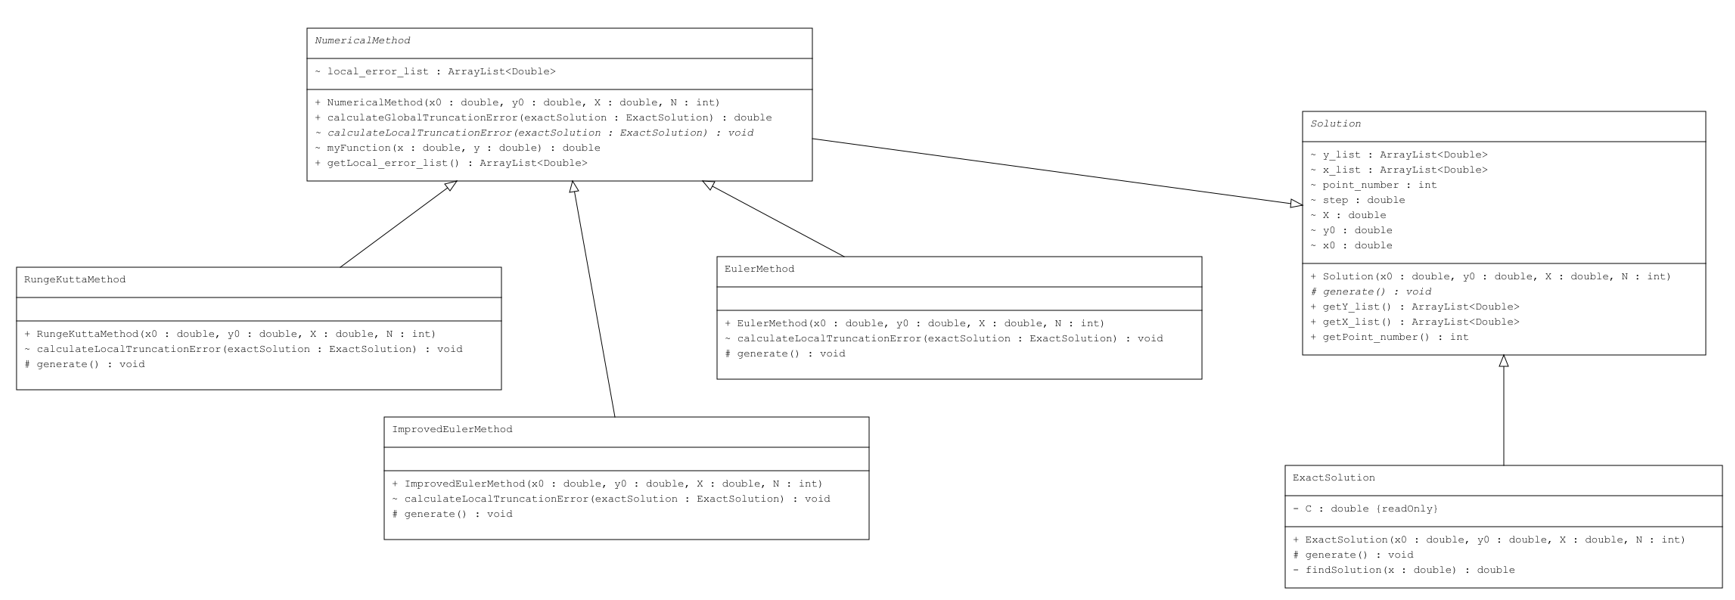 NumericalMethod
~ local_error_list : ArrayList<Double>
+ NumericalMethod(x0 : double, y0 : double, X : double, N : int)
+ calculateGlobalTruncationError(exactSolution : ExactSolution) : double
~ calculateLocalTruncationError(exactSolution : ExactSolution) : void
~ myFunction(x : double, y : double) : double
+ getLocal_error_list() : ArrayList<Double>
Solution
~ y_list : ArrayList<Double>
~ x_list : ArrayList<Double>
~ point_number : int
~ step : double
~ X : double
~ y0 : double
~ x0 : double
+ Solution(x0 : double, y0 : double, X : double, N : int)
# generate() : void
+ getY_list() : ArrayList<Double>
+ getX_list() : ArrayList<Double>
+ getPoint_number() : int
RungeKuttaMethod
+ RungeKuttaMethod(x0 : double, y0 : double, X : double, N : int)
~ calculateLocalTruncationError(exactSolution : ExactSolution) : void
# generate() : void
EulerMethod
+ EulerMethod(x0 : double, y0 : double, X : double, N : int)
~ calculateLocalTruncationError(exactSolution : ExactSolution) : void
# generate() : void
ImprovedEulerMethod
+ ImprovedEulerMethod(x0 : double, y0 : double, X : double, N : int)
~ calculateLocalTruncationError(exactSolution : ExactSolution) : void
# generate() : void
ExactSolution
- C : double {readOnly}
+ ExactSolution(x0 : double, y0 : double, X : double, N : int)
# generate() : void
- findSolution(x : double) : double